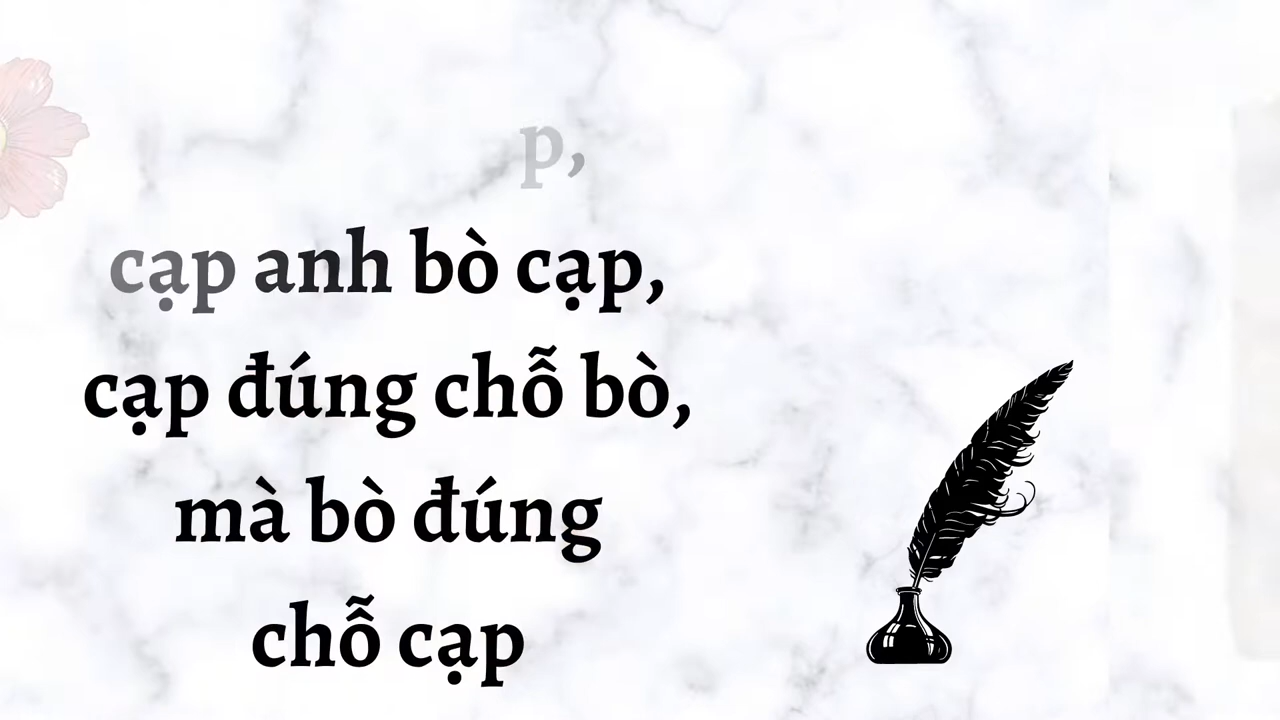 p,
cạp anh bò cạp,
cạp đúng chỗ bò,
mà bò đúng
chỗ cạp